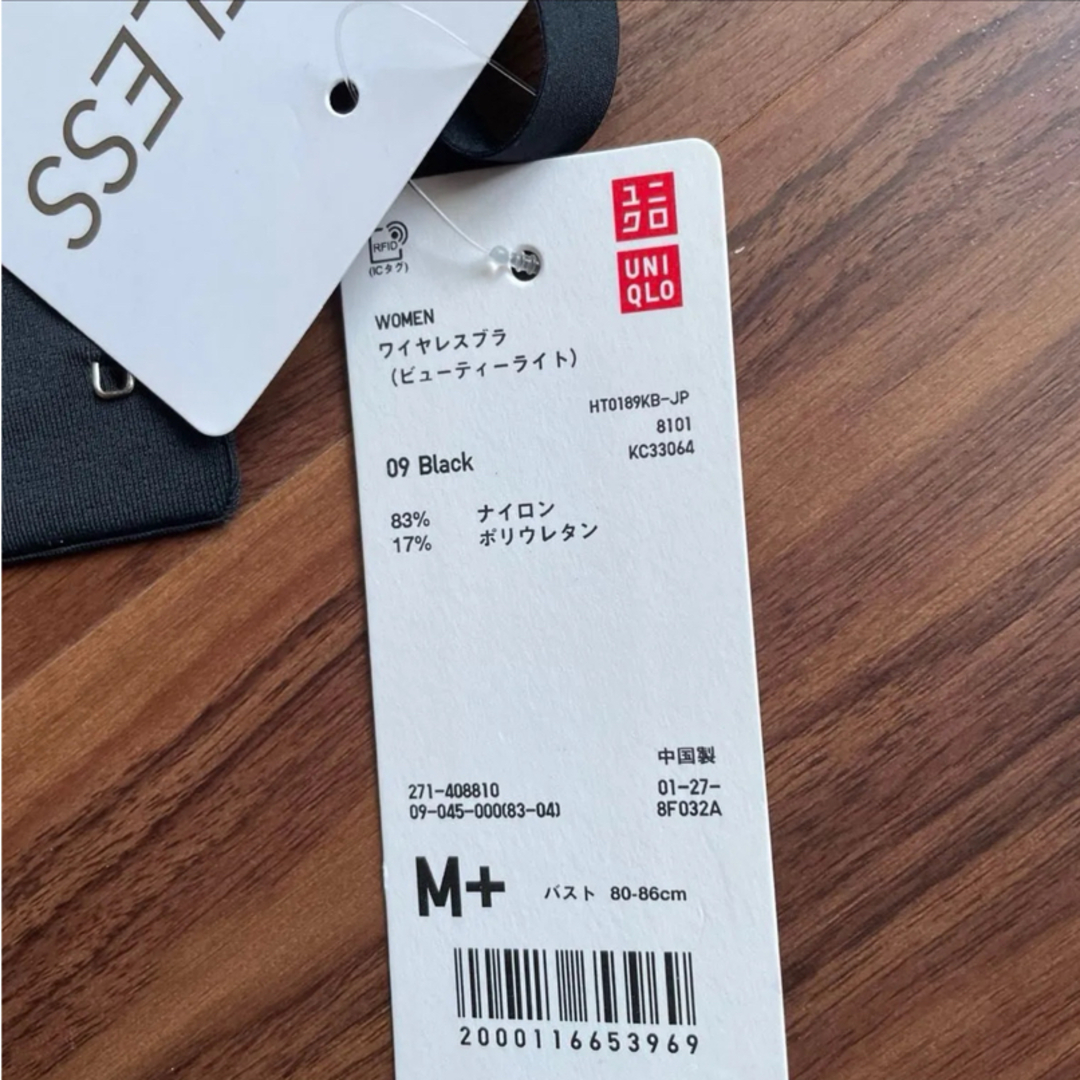 LESS
ユニ
クロ
UNI
QLO
RFID
(ICタグ)
WOMEN
ワイヤレスブラ
(ビューティーライト)
HT0189KB-JP
8101
KC33064
09 Black
83% ナイロン
17% ポリウレタン
中国製
271-408810 01-27-
09-045-000(83-04) 8F032A
M+ バスト 80-86cm
2000116653969